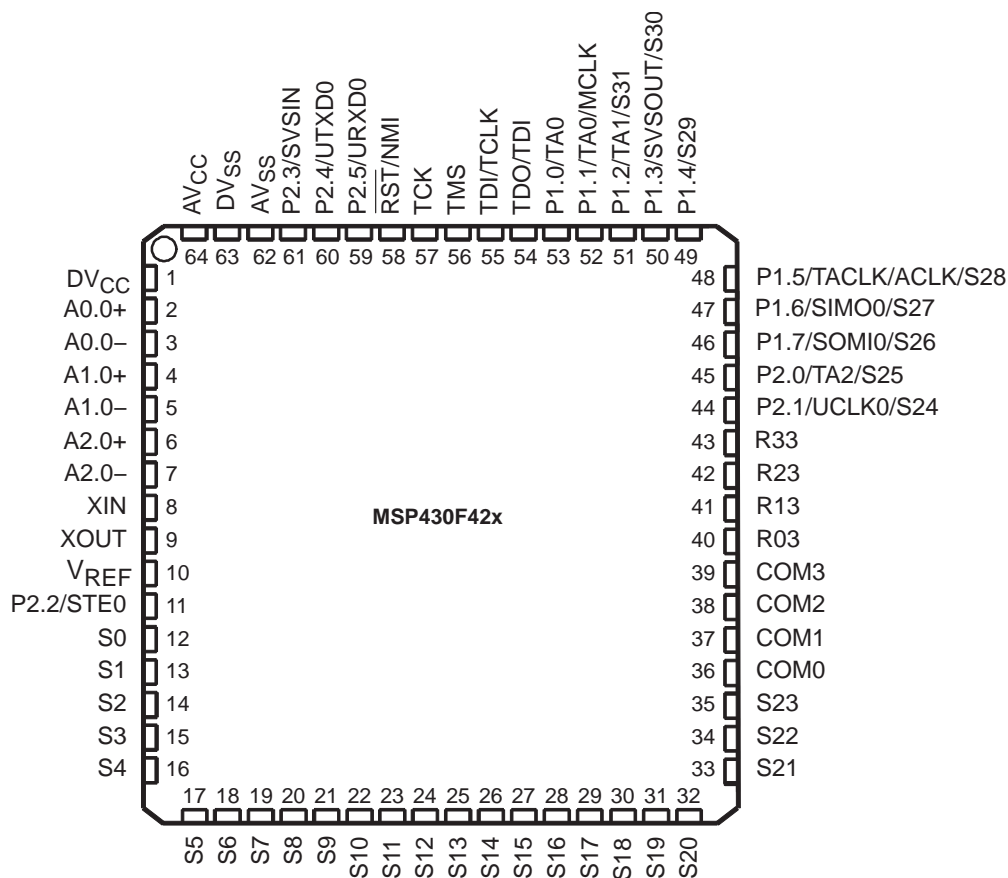 AVCC
DVSS
AVSS
P2.3/SVSIN
P2.4/UTXD0
P2.5/URXD0
RST/NMI
TCK
TMS
TDI/TCLK
TDO/TDI
P1.0/TA0
P1.1/TA0/MCLK
P1.2/TA1/S31
P1.3/SVSOUT/S30
P1.4/S29
64 63 62 61 60 59 58 57 56 55 54 53 52 51 50 49
DVCC 1
A0.0+ 2
A0.0− 3
A1.0+ 4
A1.0− 5
A2.0+ 6
A2.0− 7
XIN 8
XOUT 9
VREF 10
P2.2/STE0 11
S0 12
S1 13
S2 14
S3 15
S4 16
MSP430F42x
48 P1.5/TACLK/ACLK/S28
47 P1.6/SIMO0/S27
46 P1.7/SOMI0/S26
45 P2.0/TA2/S25
44 P2.1/UCLK0/S24
43 R33
42 R23
41 R13
40 R03
39 COM3
38 COM2
37 COM1
36 COM0
35 S23
34 S22
33 S21
17 18 19 20 21 22 23 24 25 26 27 28 29 30 31 32
S5
S6
S7
S8
S9
S10
S11
S12
S13
S14
S15
S16
S17
S18
S19
S20